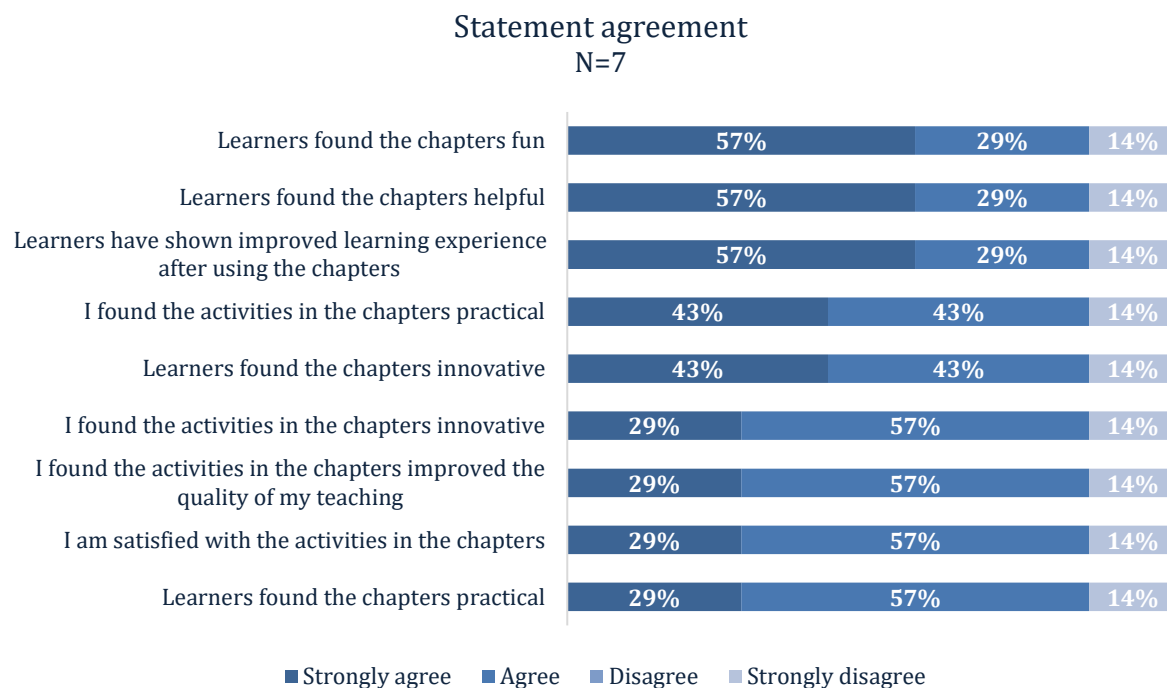 Statement agreement
N=7
Learners found the chapters fun
57% 29% 14%
Learners found the chapters helpful
57% 29% 14%
Learners have shown improved learning experience
after using the chapters
57% 29% 14%
I found the activities in the chapters practical
43% 43% 14%
Learners found the chapters innovative
43% 43% 14%
I found the activities in the chapters innovative
29% 57% 14%
I found the activities in the chapters improved the
quality of my teaching
29% 57% 14%
I am satisfied with the activities in the chapters
29% 57% 14%
Learners found the chapters practical
29% 57% 14%
Strongly agree Agree Disagree Strongly disagree